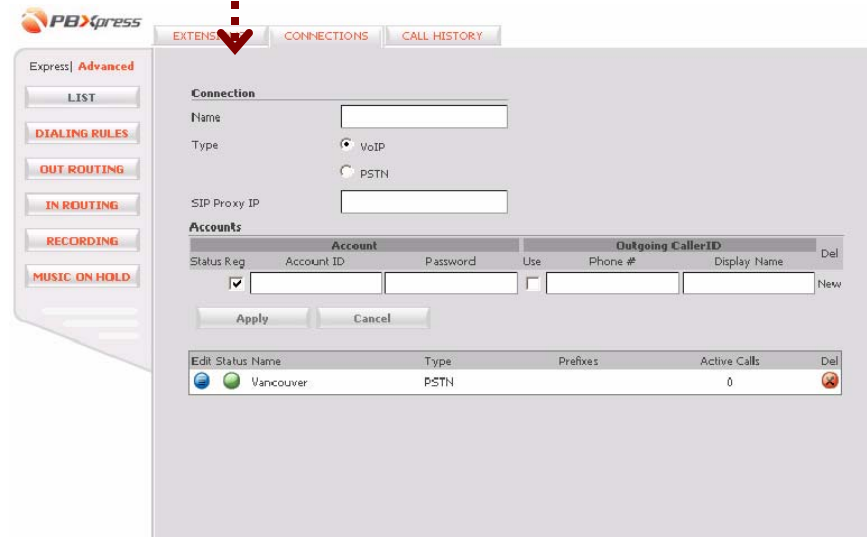 PBXpress
CONNECTIONS
CALL HISTORY
Express| Advanced
LIST
DIALING RULES
OUT ROUTING
IN ROUTING
RECORDING
MUSIC ON HOLD
Connection
Name
Type
VoIP
PSTN
SIP Proxy IP
Accounts
Account Outgoing CallerID Del
Status Reg Account ID Password Use Phone # Display Name
New
Apply Cancel
Edit Status Name Type Prefixes Active Calls Del
Vancouver PSTN 0